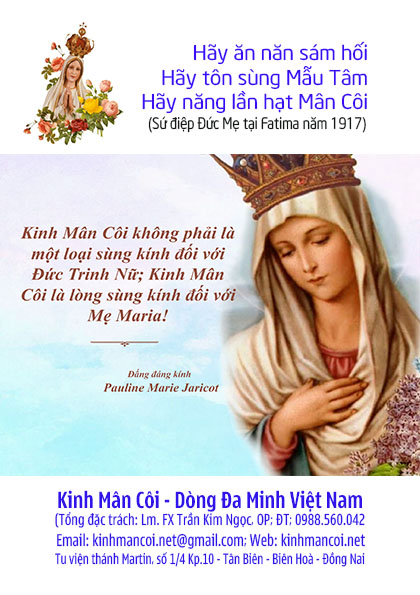 Hãy ăn năn sám hối
Hãy tôn sùng Mẫu Tâm
Hãy năng lần hạt Mân Côi
(Sứ điệp Đức Mẹ tại Fatima năm 1917)
Kinh Mân Côi không phải là
một loại sùng kính đối với
Đức Trinh Nữ; Kinh Mân
Côi là lòng sùng kính đối với
Mẹ Maria!
Đấng đáng kính
Pauline Marie Jaricot
Kinh Mân Côi - Dòng Đa Minh Việt Nam
(Tổng đặc trách: Lm. FX Trần Kim Ngọc, OP; ĐT; 0988.560.042
Email: kinhmancoi.net@gmail.com; Web: kinhmancoi.net
Tu viện thánh Martin, số 1/4 Kp.10 - Tân Biên - Biên Hoà - Đồng Nai